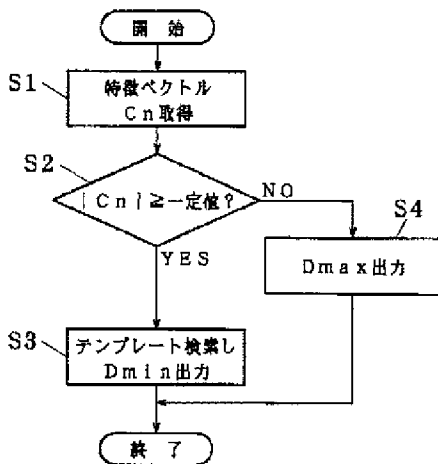 開 始
S1
特徴ベクトル
Cn取得
S2
|Cn|≧一定値?
NO
YES
S4
Dmax出力
S3
テンプレート検索し
Dmin出力
終 了